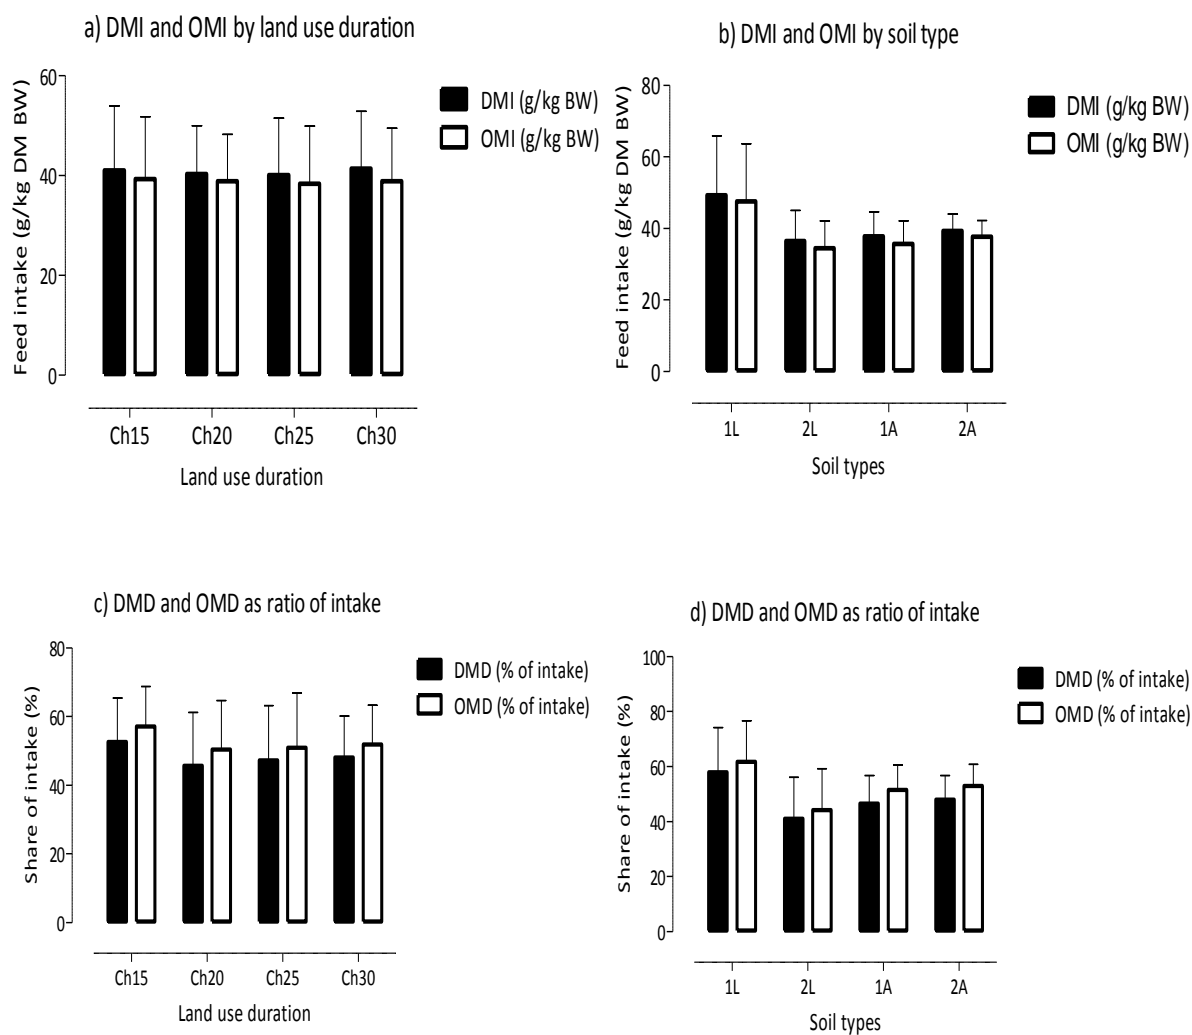 a) DMI and OMI by land use duration
Feed intake (g/kg DM BW)
60
40
20
0
DMI (g/kg BW)
OMI (g/kg BW)
Ch15 Ch20 Ch25 Ch30
Land use duration
b) DMI and OMI by soil type
Feed intake (g/kg DM BW)
80
60
40
20
0
DMI (g/kg BW)
OMI (g/kg BW)
1L 2L 1A 2A
Soil types
c) DMD and OMD as ratio of intake
Share of intake (%)
80
60
40
20
0
DMD (% of intake)
OMD (% of intake)
Ch15 Ch20 Ch25 Ch30
Land use duration
d) DMD and OMD as ratio of intake
Share of intake (%)
100
80
60
40
20
0
DMD (% of intake)
OMD (% of intake)
1L 2L 1A 2A
Soil types